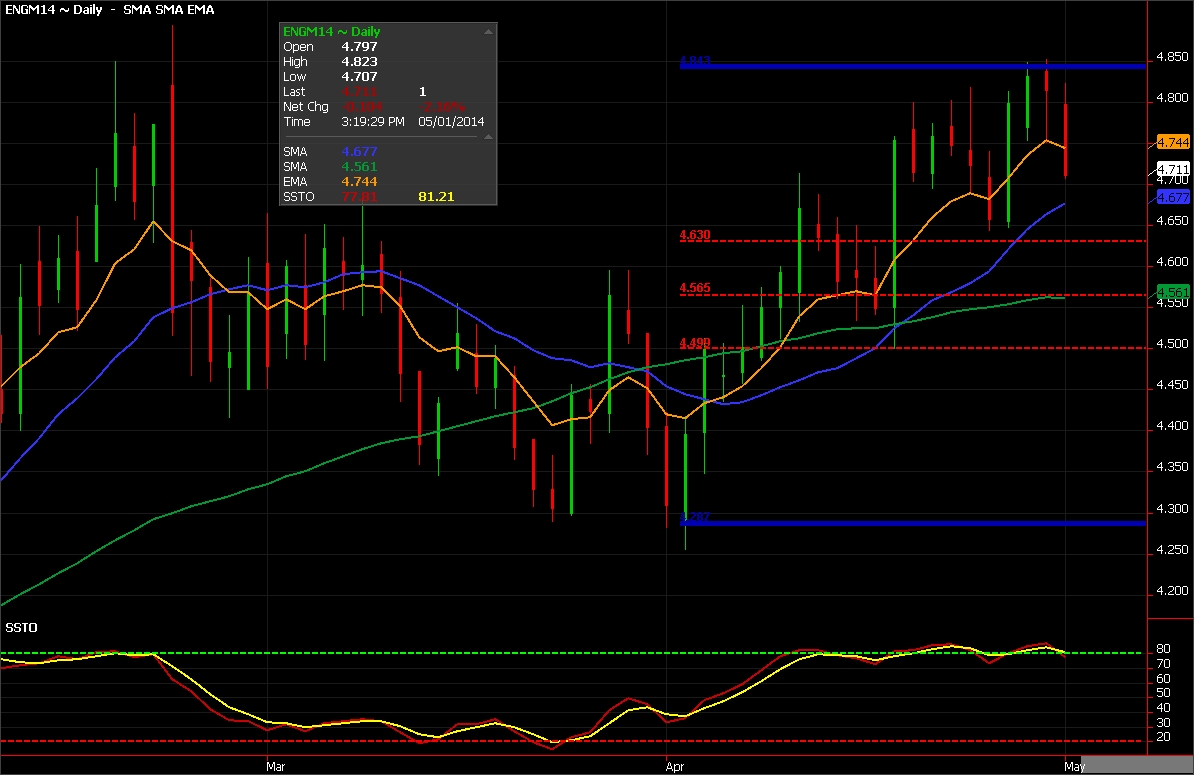 ENGM14 ~ Daily - SMA SMA EMA
ENGM14 ~ Daily
Open 4.797
High 4.823
Low 4.707
Last 4.711 1
Net Chg
Time 3:19:29 PM 05/01/2014
SMA 4.677
SMA 4.561
EMA 4.744
SSTO 77.81 81.21
4.843
4.630
4.565
4.499
4.287
4.850
4.800
4.744
4.711
4.700
4.677
4.650
4.600
4.561
4.550
4.500
4.450
4.400
4.350
4.300
4.250
4.200
SSTO
80
70
60
50
40
30
20
Mar
Apr
May